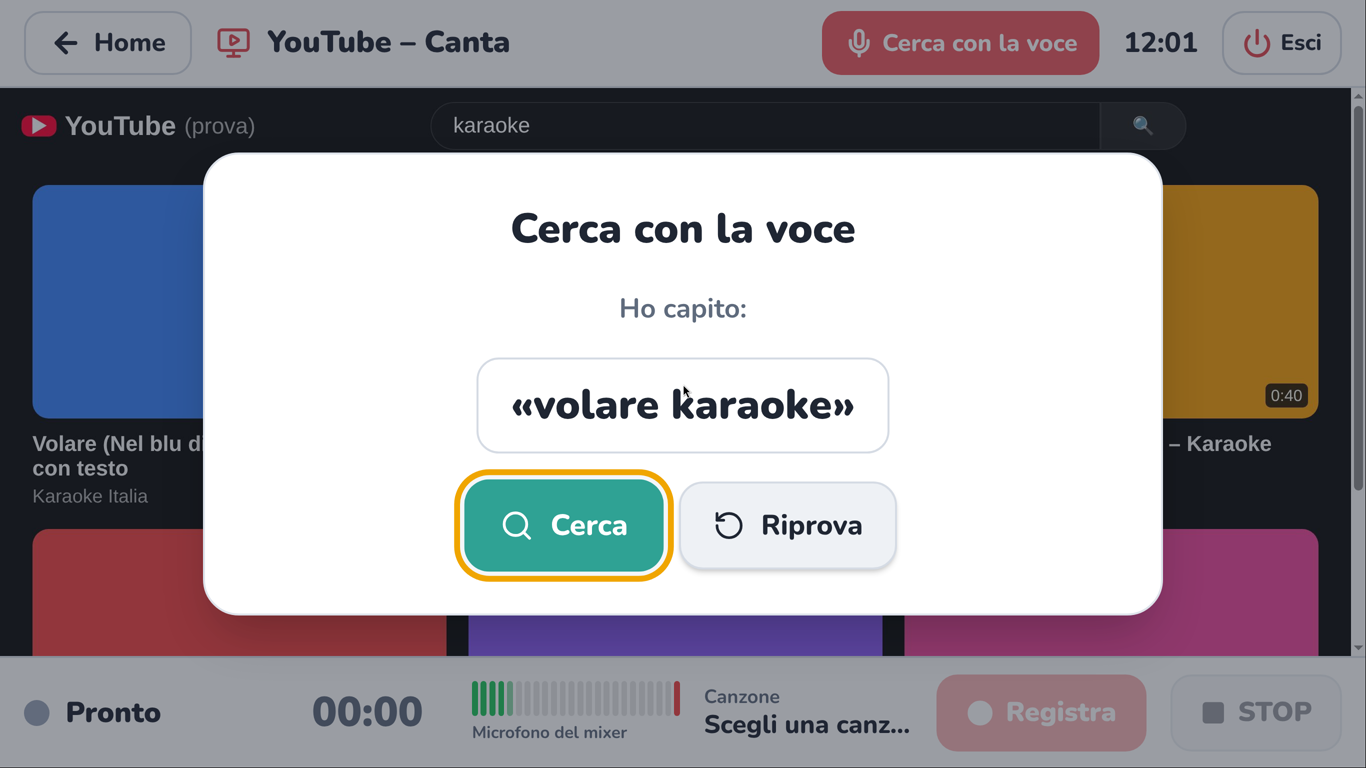 Home
YouTube – Canta
Cerca con la voce
12:01
Esci
YouTube (prova)
karaoke
Cerca con la voce
Ho capito:
«volare karaoke»
Cerca
Riprova
0:40
Volare (Nel blu di
con testo
Karaoke Italia
– Karaoke
Pronto
00:00
Microfono del mixer
Canzone
Scegli una canz...
Registra
STOP